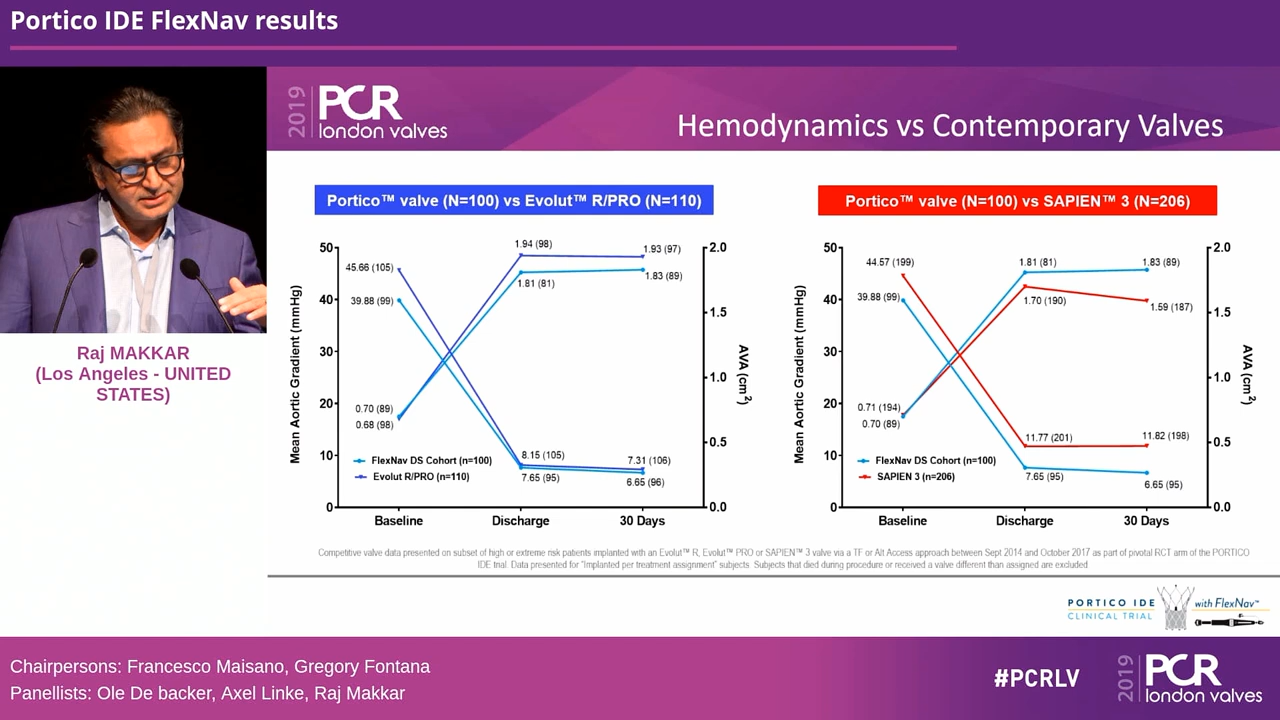 Portico IDE FlexNav results
2019
PCR
london valves
Hemodynamics vs Contemporary Valves
Raj MAKKAR
(Los Angeles - UNITED
STATES)
Portico™ valve (N=100) vs Evolut™ R/PRO (N=110)
Mean Aortic Gradient (mmHg)
50
40
30
20
10
0
2.0
1.5
1.0
0.5
0.0
AVA (cm²)
45.66 (105)
39.88 (99)
0.70 (89)
0.68 (98)
1.94 (98)
1.81 (81)
1.93 (97)
1.83 (89)
8.15 (105)
7.65 (95)
7.31 (106)
6.65 (96)
FlexNav DS Cohort (n=100)
Evolut R/PRO (n=110)
Baseline
Discharge
30 Days
Portico™ valve (N=100) vs SAPIEN™ 3 (N=206)
Mean Aortic Gradient (mmHg)
50
40
30
20
10
0
2.0
1.5
1.0
0.5
0.0
AVA (cm²)
44.57 (199)
39.88 (99)
0.71 (194)
0.70 (89)
1.81 (81)
1.70 (190)
1.83 (89)
1.59 (187)
11.77 (201)
7.65 (95)
11.82 (198)
6.65 (95)
FlexNav DS Cohort (n=100)
SAPIEN 3 (n=206)
Baseline
Discharge
30 Days
Competitive valve data presented on subset of high or extreme risk patients implanted with an Evolut™ R, Evolut™ PRO or SAPIEN™ 3 valve via a TF or Alt Access approach between Sept 2014 and October 2017 as part of pivotal RCT arm of the PORTICO
IDE trial. Data presented for "Implanted per treatment assignment" subjects. Subjects that died during procedure or received a valve different than assigned are excluded
PORTICO IDE
CLINICAL TRIAL
with FlexNav™
Chairpersons: Francesco Maisano, Gregory Fontana
Panellists: Ole De backer, Axel Linke, Raj Makkar
#PCRLV
2019
PCR
london valves